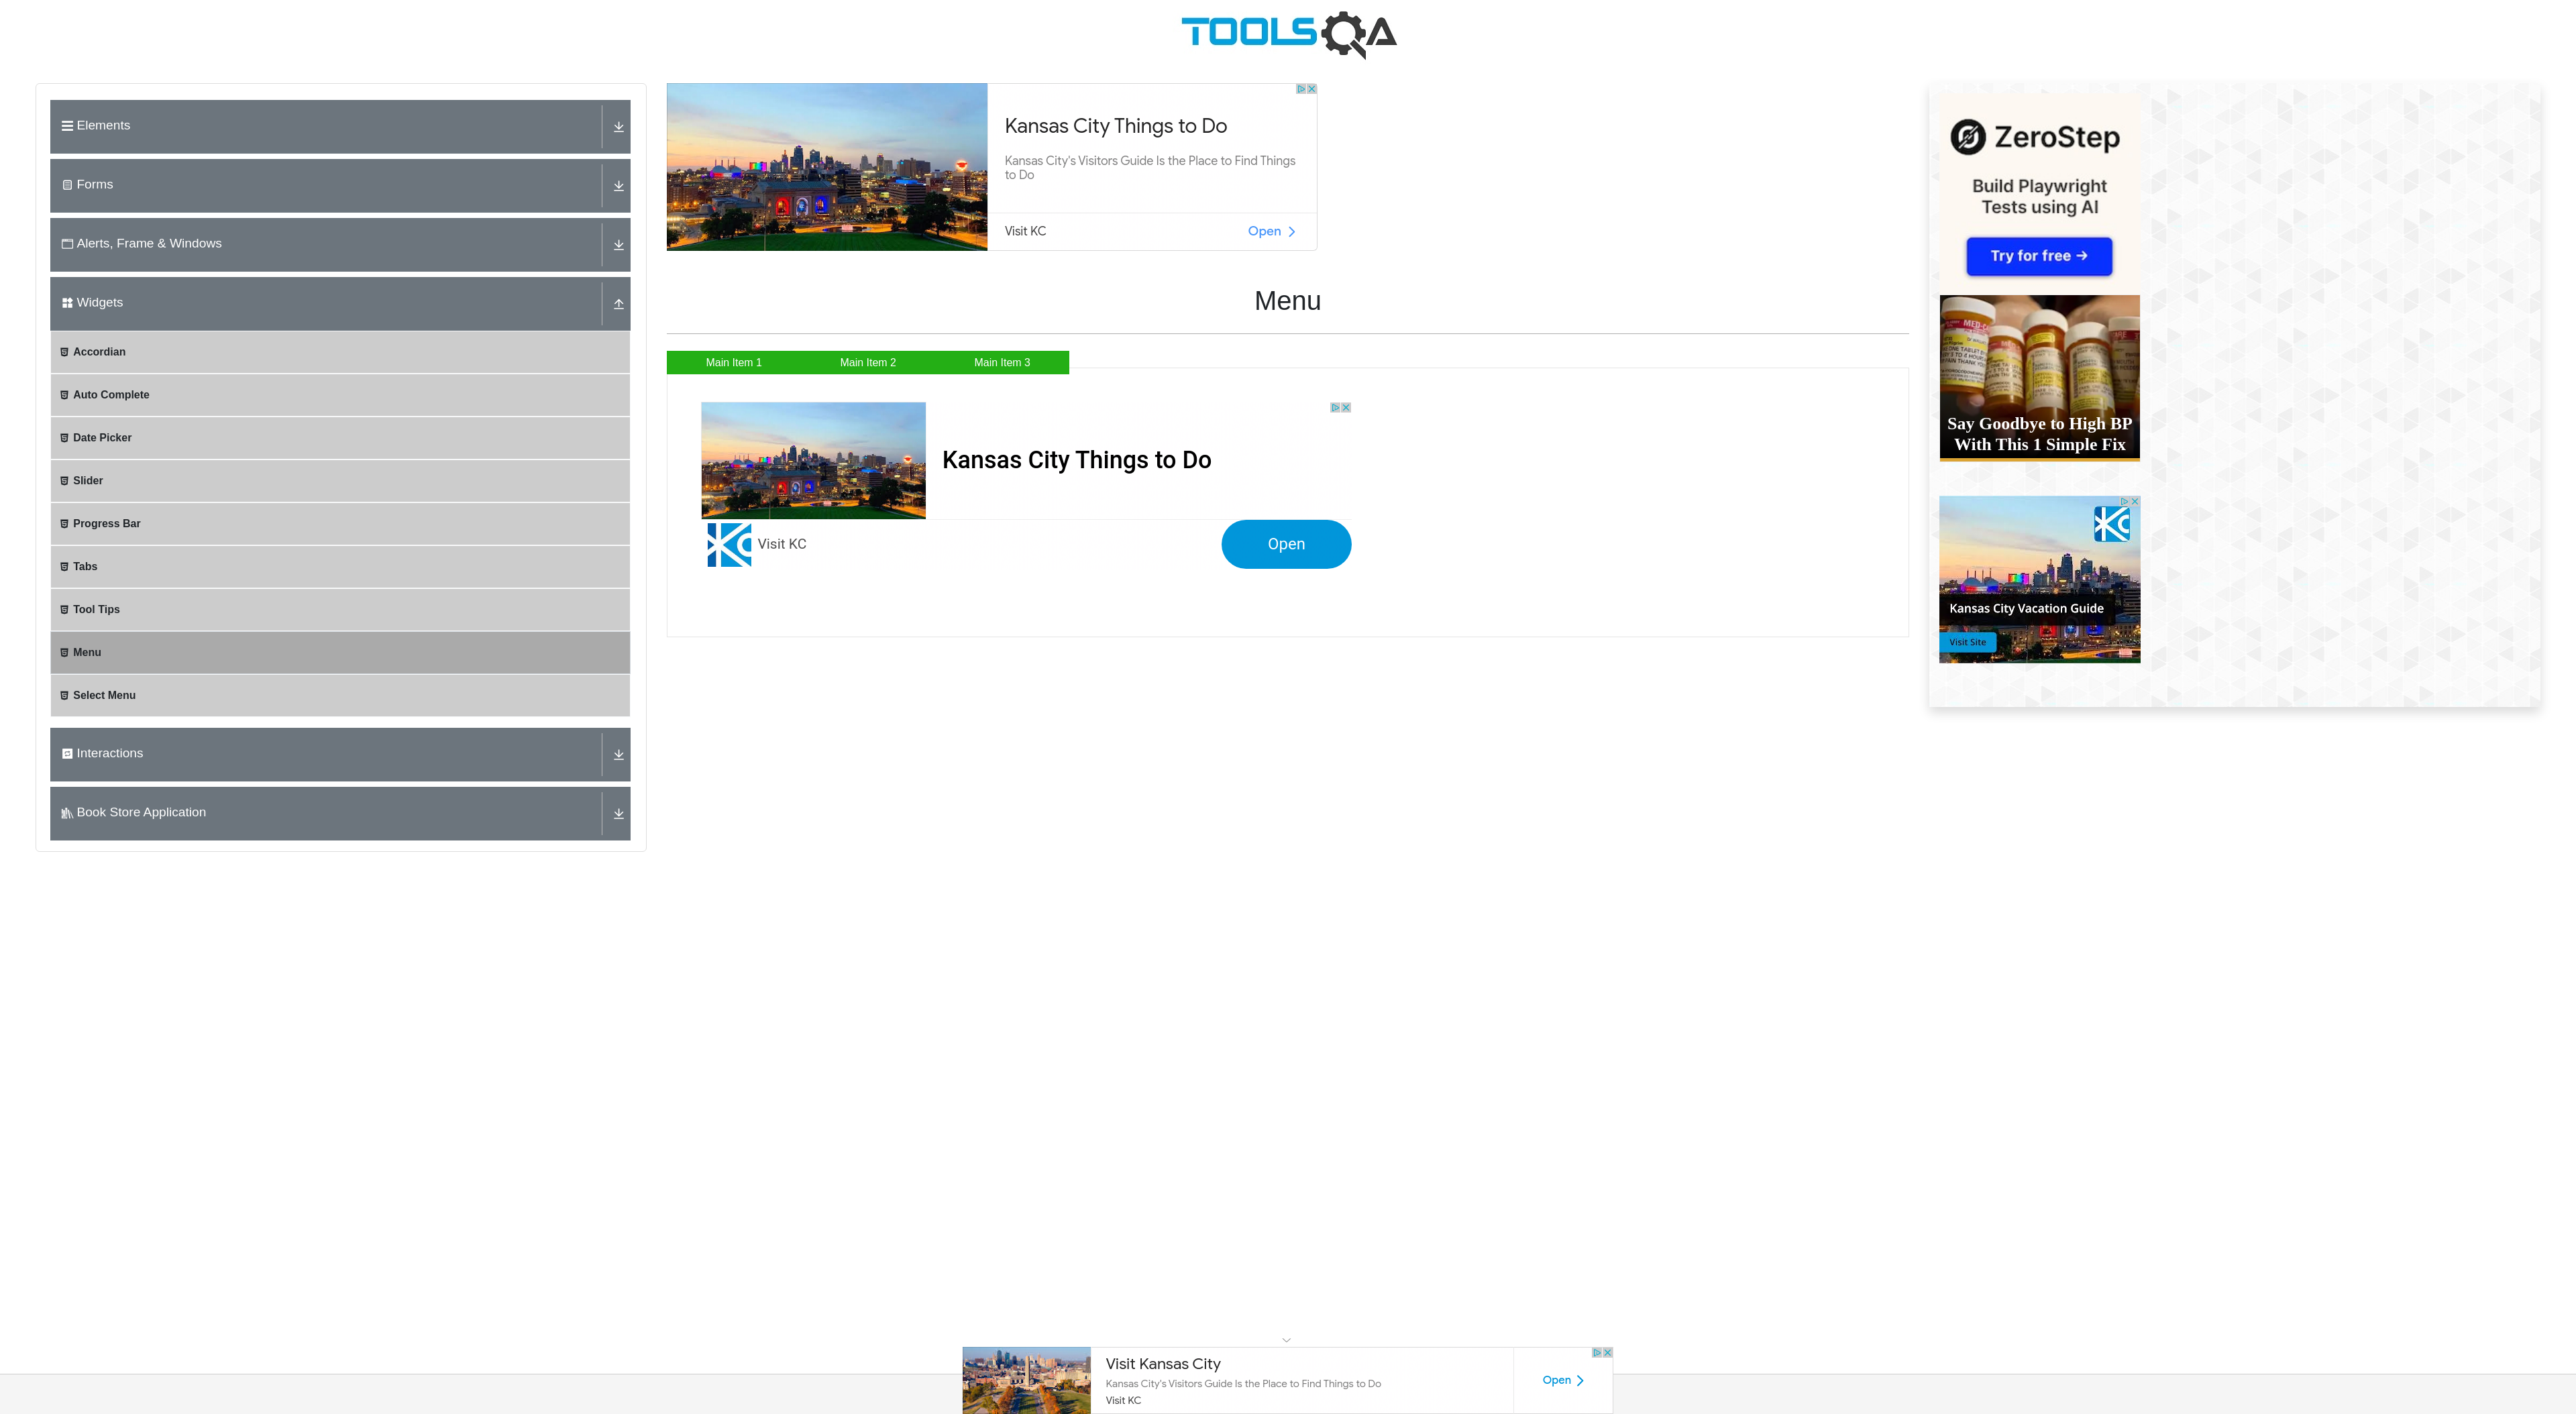 TOOLSQA
Elements
Forms
Alerts, Frame & Windows
Widgets
Accordian
Auto Complete
Date Picker
Slider
Progress Bar
Tabs
Tool Tips
Menu
Select Menu
Interactions
Book Store Application
Kansas City Things to Do
Kansas City's Visitors Guide Is the Place to Find Things
to Do
Visit KC
Open
Menu
Main Item 1
Main Item 2
Main Item 3
Kansas City Things to Do
Visit KC
Open
ZeroStep
Build Playwright
Tests using AI
Try for free →
Say Goodbye to High BP
With This 1 Simple Fix
KC
Kansas City Vacation Guide
Visit Site
Visit Kansas City
Kansas City's Visitors Guide Is the Place to Find Things to Do
Visit KC
Open